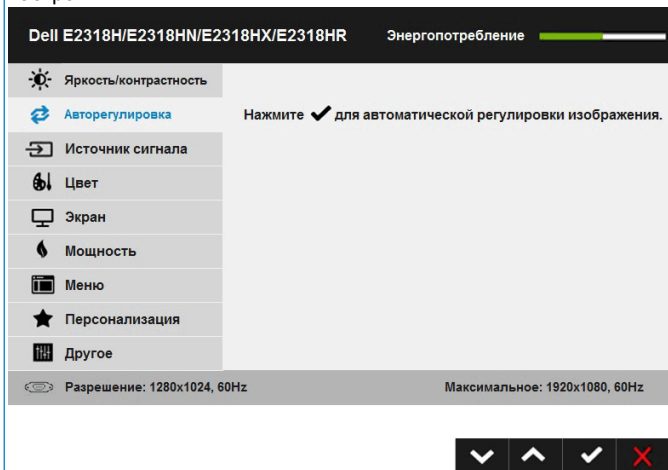 Dell E2318H/E2318HN/E2318HX/E2318HR
Энергопотребление
Яркость/контрастность
Авторегулировка
Нажмите ✔ для автоматической регулировки изображения.
Источник сигнала
Цвет
Экран
Мощность
Меню
Персонализация
Другое
Разрешение: 1280x1024, 60Hz
Максимальное: 1920x1080, 60Hz